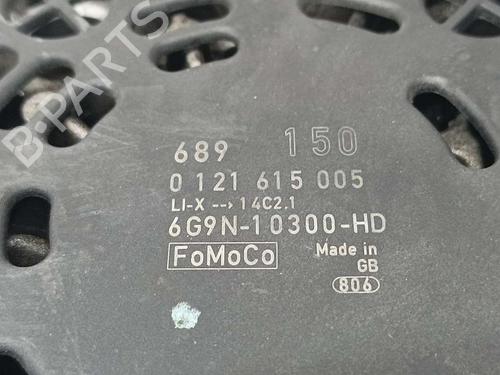 B-PARTS
689 150
0 121 615 005
LI-X --> 14C2.1
6G9N-10300-HD
FoMoCo Made in
GB
806